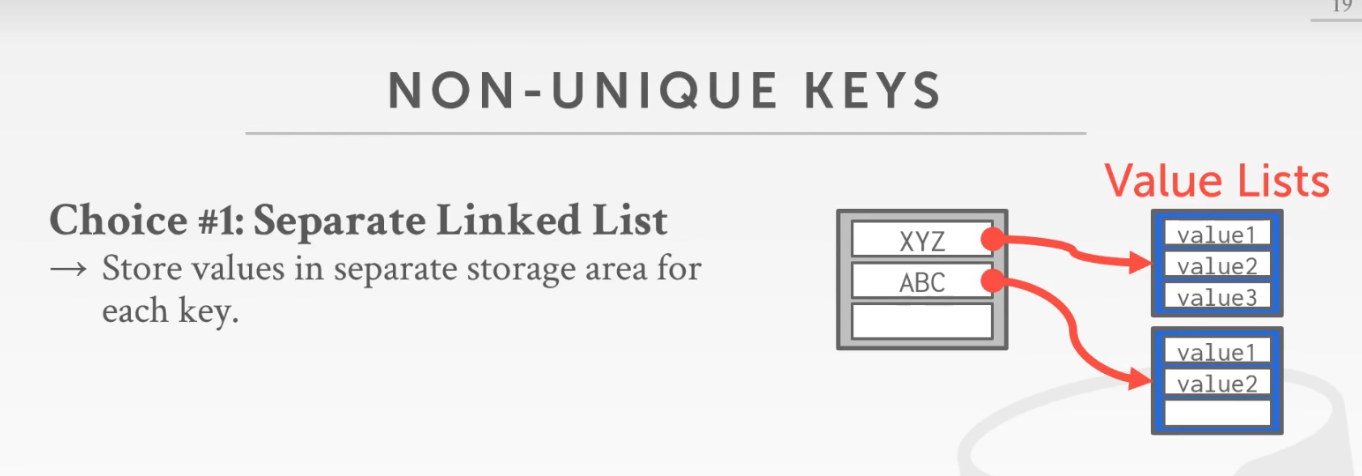 19
NON-UNIQUE KEYS
Choice #1: Separate Linked List
→ Store values in separate storage area for
each key.
Value Lists
XYZ
ABC
value1
value2
value3
value1
value2